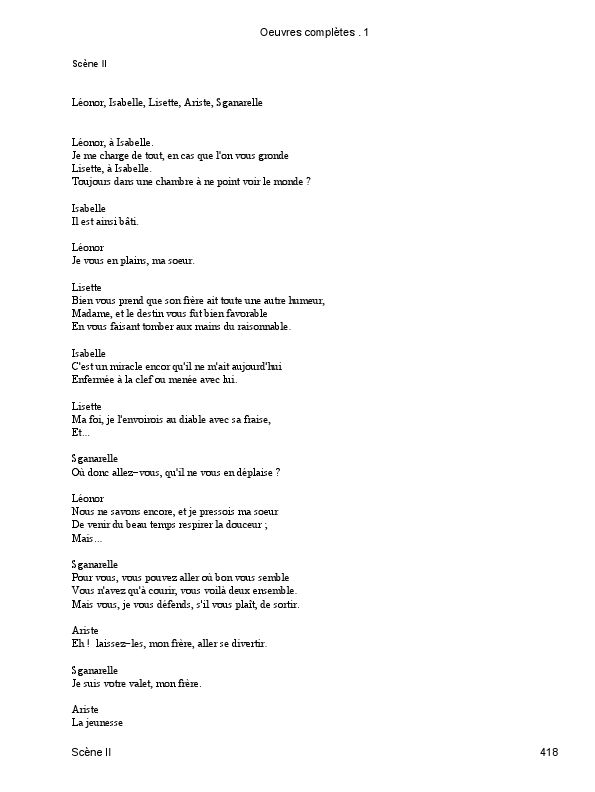 Oeuvres complètes . 1
Scène II
Léonor, Isabelle, Lisette, Ariste, Sganarelle
Léonor, à Isabelle.
Je me charge de tout, en cas que l'on vous gronde
Lisette, à Isabelle.
Toujours dans une chambre à ne point voir le monde ?
Isabelle
Il est ainsi bâti.
Léonor
Je vous en plains, ma soeur.
Lisette
Bien vous prend que son frère ait toute une autre humeur,
Madame, et le destin vous fut bien favorable
En vous faisant tomber aux mains du raisonnable.
Isabelle
C'est un miracle encor qu'il ne m'ait aujourd'hui
Enfermée à la clef ou menée avec lui.
Lisette
Ma foi, je l'envoirois au diable avec sa fraise,
Et...
Sganarelle
Où donc allez-vous, qu'il ne vous en déplaise ?
Léonor
Nous ne savons encore, et je pressois ma soeur
De venir du beau temps respirer la douceur ;
Mais...
Sganarelle
Pour vous, vous pouvez aller où bon vous semble
Vous n'avez qu'à courir, vous voilà deux ensemble.
Mais vous, je vous défends, s'il vous plaît, de sortir.
Ariste
Eh ! laissez-les, mon frère, aller se divertir.
Sganarelle
Je suis votre valet, mon frère.
Ariste
La jeunesse
Scène II
418